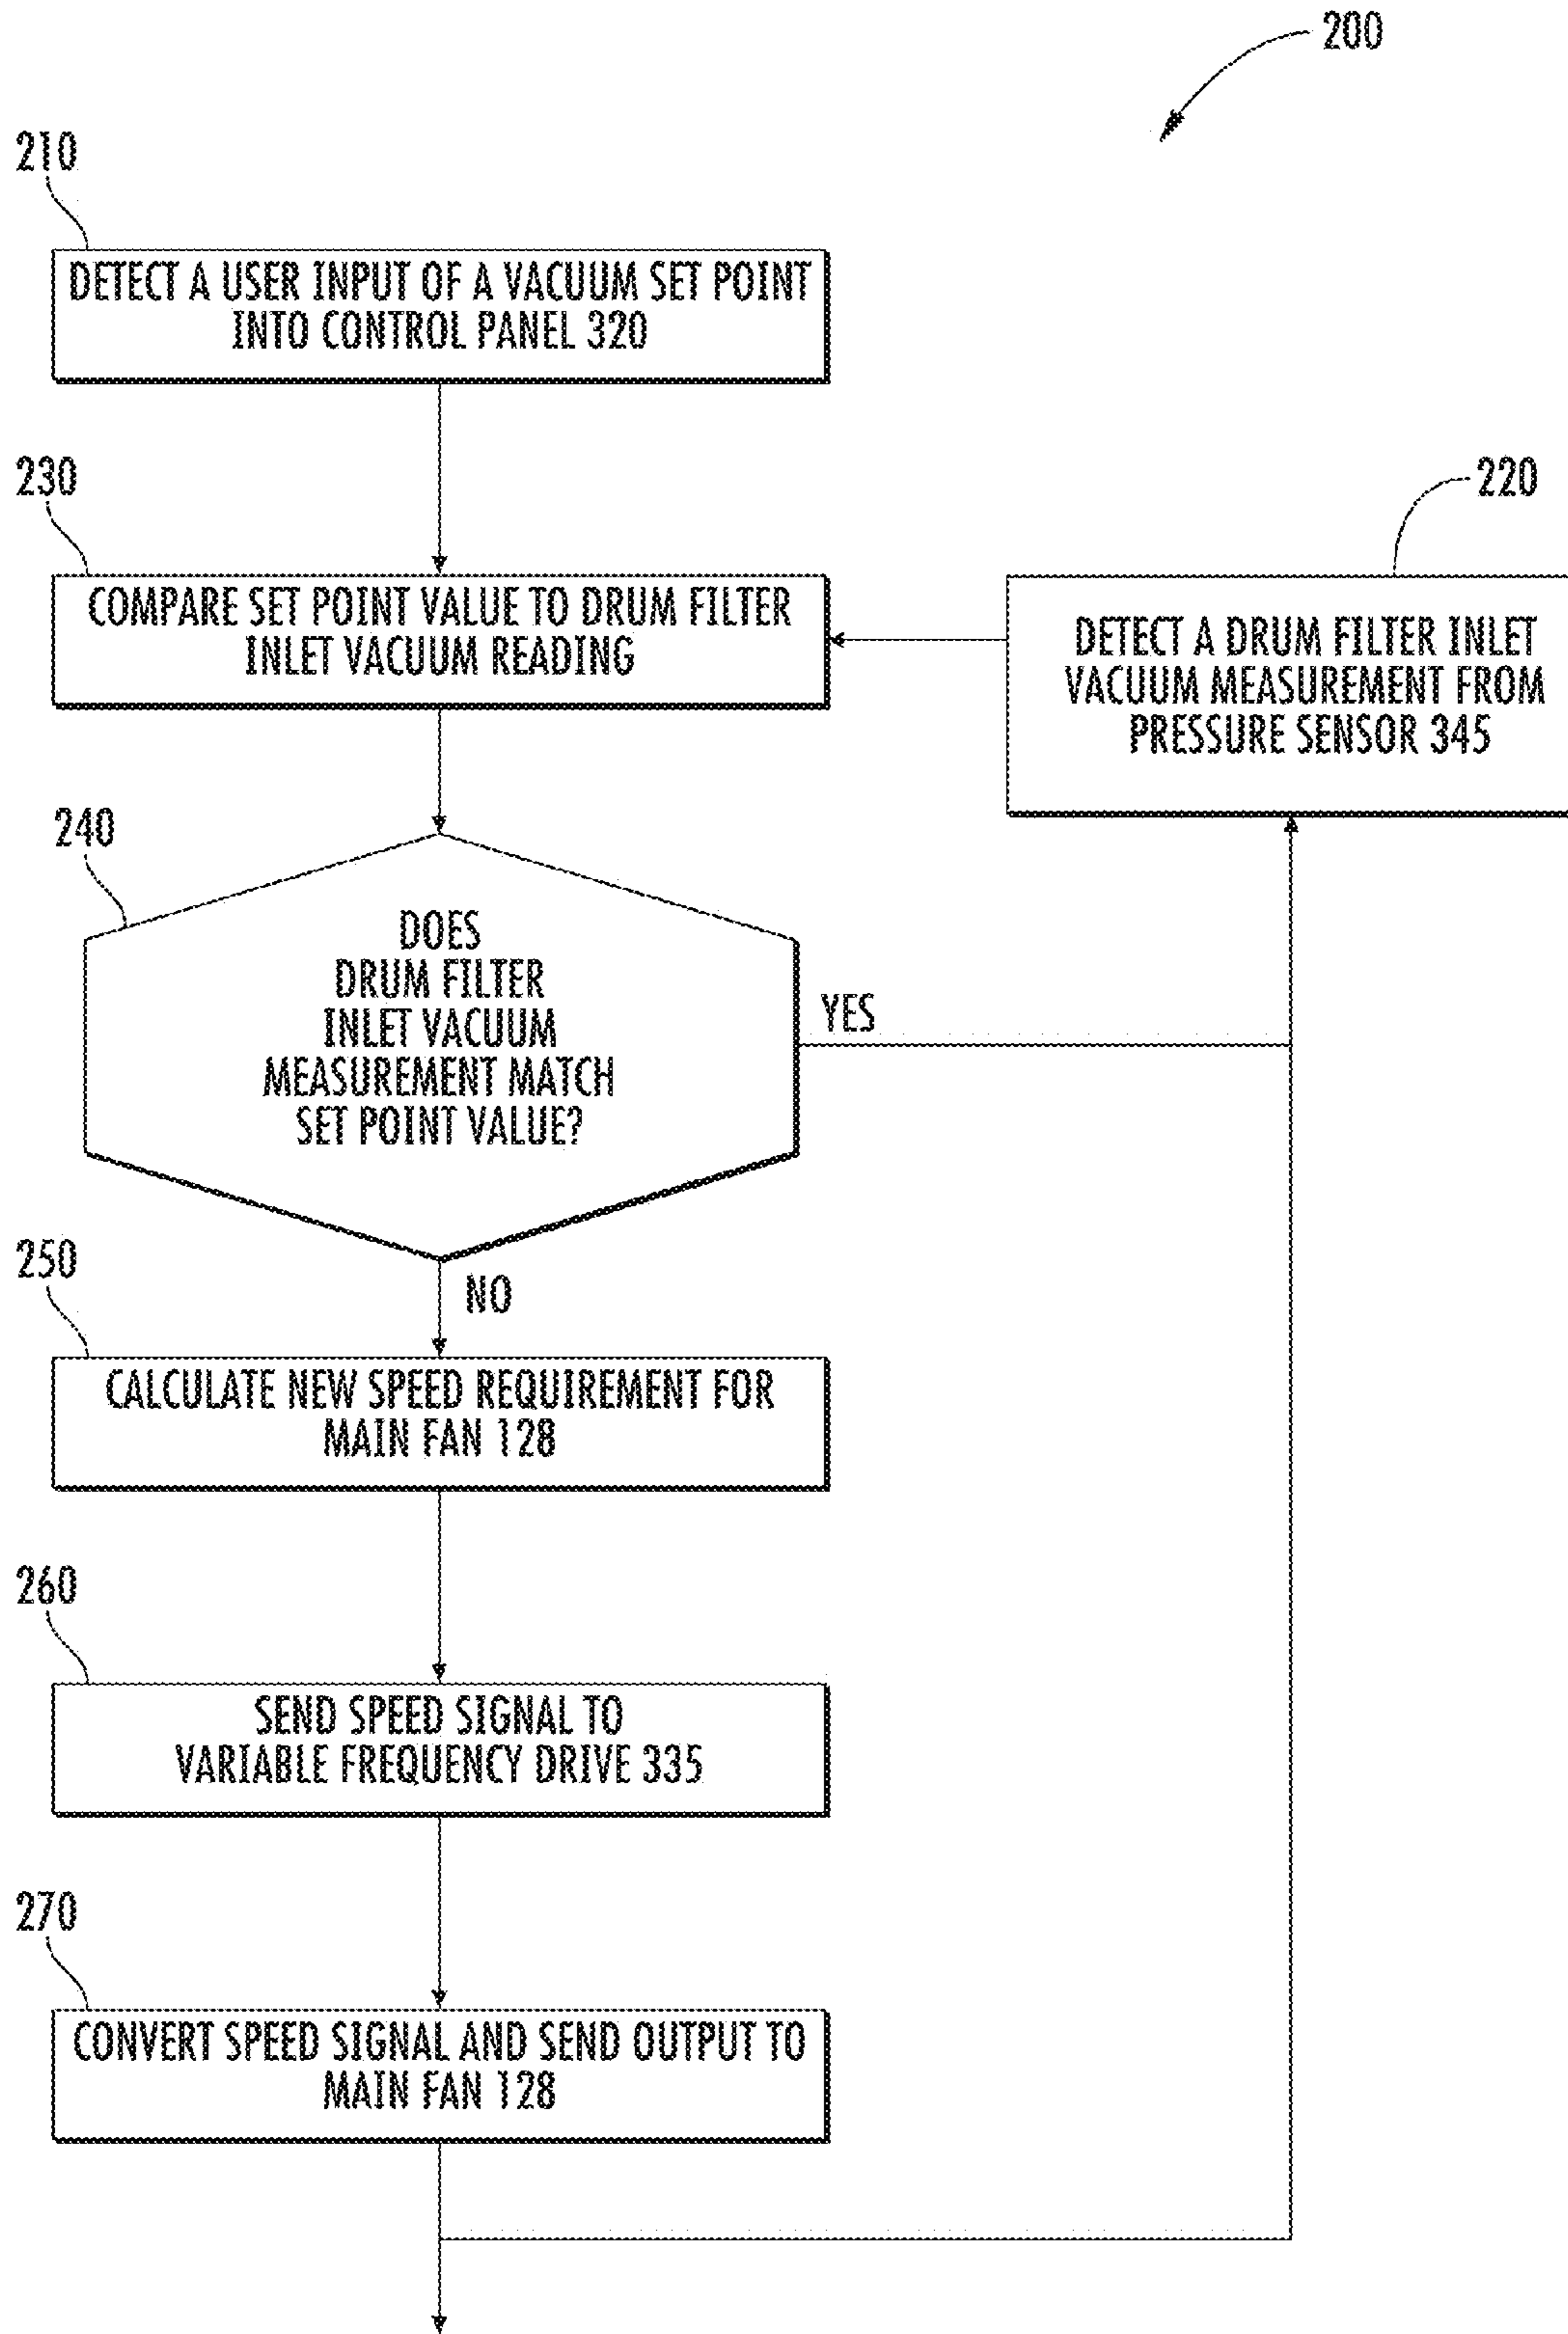 200
210
DETECT A USER INPUT OF A VACUUM SET POINT
INTO CONTROL PANEL 320
230
COMPARE SET POINT VALUE TO DRUM FILTER
INLET VACUUM READING
220
DETECT A DRUM FILTER INLET
VACUUM MEASUREMENT FROM
PRESSURE SENSOR 345
240
DOES
DRUM FILTER
INLET VACUUM
MEASUREMENT MATCH
SET POINT VALUE?
YES
NO
250
CALCULATE NEW SPEED REQUIREMENT FOR
MAIN FAN 128
260
SEND SPEED SIGNAL TO
VARIABLE FREQUENCY DRIVE 335
270
CONVERT SPEED SIGNAL AND SEND OUTPUT TO
MAIN FAN 128